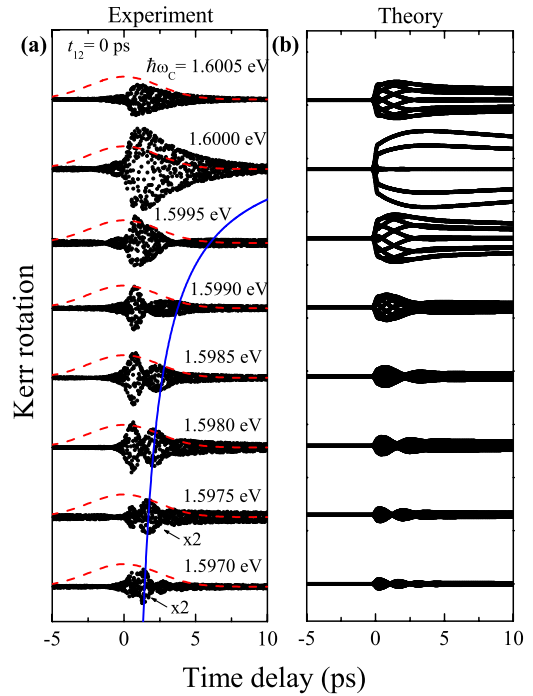 Experiment
Theory
(a)
(b)
t12= 0 ps
ℏωC = 1.6005 eV
1.6000 eV
1.5995 eV
1.5990 eV
1.5985 eV
1.5980 eV
1.5975 eV
x2
1.5970 eV
x2
Kerr rotation
-5 0 5 10
-5 0 5 10
Time delay (ps)